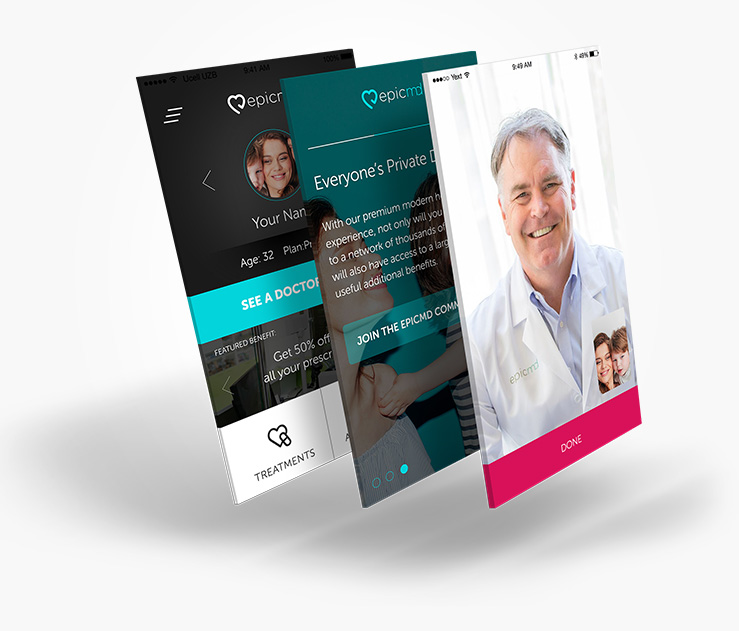 Ucell UZB
9:41 AM
100%
epic
Your Nam
Age: 32
SEE A DOCTOR
FEATURED BENEFIT:
Get 50% off
all your prescr
TREATMENTS
epicmd
Everyone's Private D
With our premium modern h
experience, not only will you
to a network of thousands of
will also have access to a larg
useful additional benefits.
JOIN THE EPICMD COMM
Yext
9:49 AM
49%
epicmd
DONE